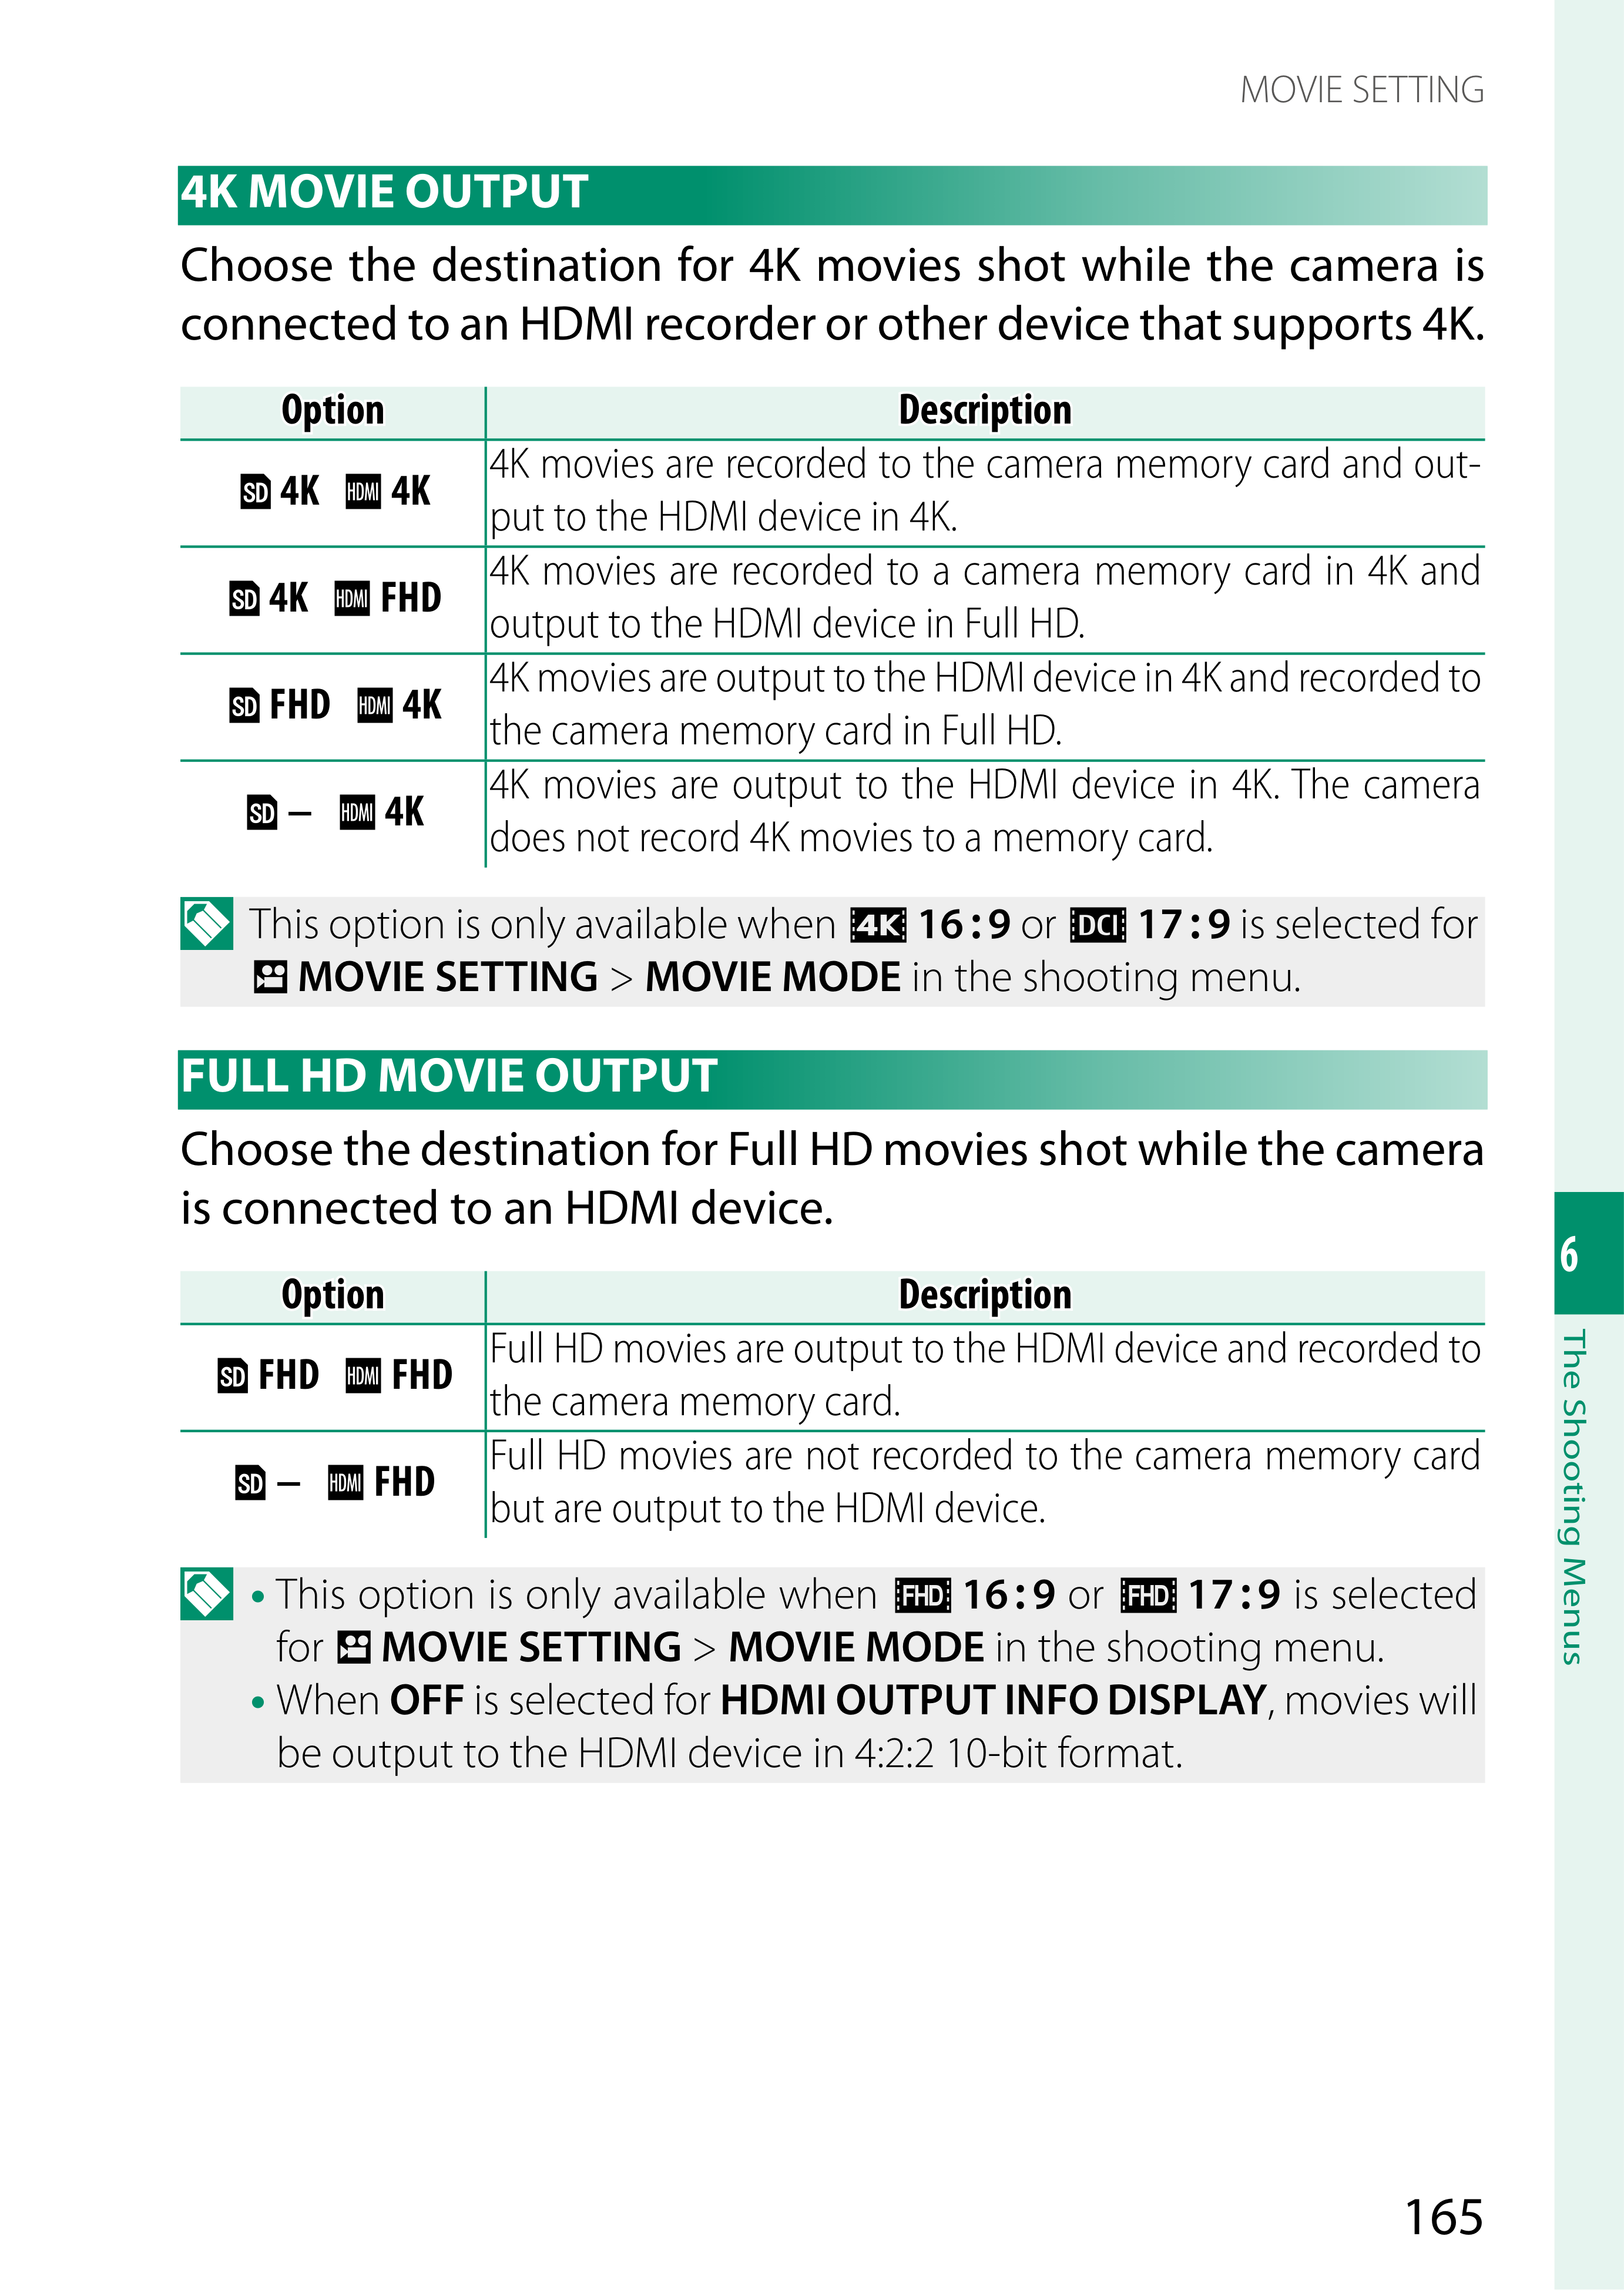 MOVIE SETTING
4K MOVIE OUTPUT
Choose the destination for 4K movies shot while the camera is
connected to an HDMI recorder or other device that supports 4K.
Option Description
SD 4K HDMI 4K
4K movies are recorded to the camera memory card and out-
put to the HDMI device in 4K.
SD 4K HDMI FHD
4K movies are recorded to a camera memory card in 4K and
output to the HDMI device in Full HD.
SD FHD HDMI 4K
4K movies are output to the HDMI device in 4K and recorded to
the camera memory card in Full HD.
SD – HDMI 4K
4K movies are output to the HDMI device in 4K. The camera
does not record 4K movies to a memory card.
This option is only available when 4K 16:9 or DCI 17:9 is selected for
MOVIE SETTING > MOVIE MODE in the shooting menu.
FULL HD MOVIE OUTPUT
Choose the destination for Full HD movies shot while the camera
is connected to an HDMI device.
Option Description
SD FHD HDMI FHD
Full HD movies are output to the HDMI device and recorded to
the camera memory card.
SD – HDMI FHD
Full HD movies are not recorded to the camera memory card
but are output to the HDMI device.
• This option is only available when FHD 16:9 or FHD 17:9 is selected
for MOVIE SETTING > MOVIE MODE in the shooting menu.
• When OFF is selected for HDMI OUTPUT INFO DISPLAY, movies will
be output to the HDMI device in 4:2:2 10-bit format.
6
The Shooting Menus
165